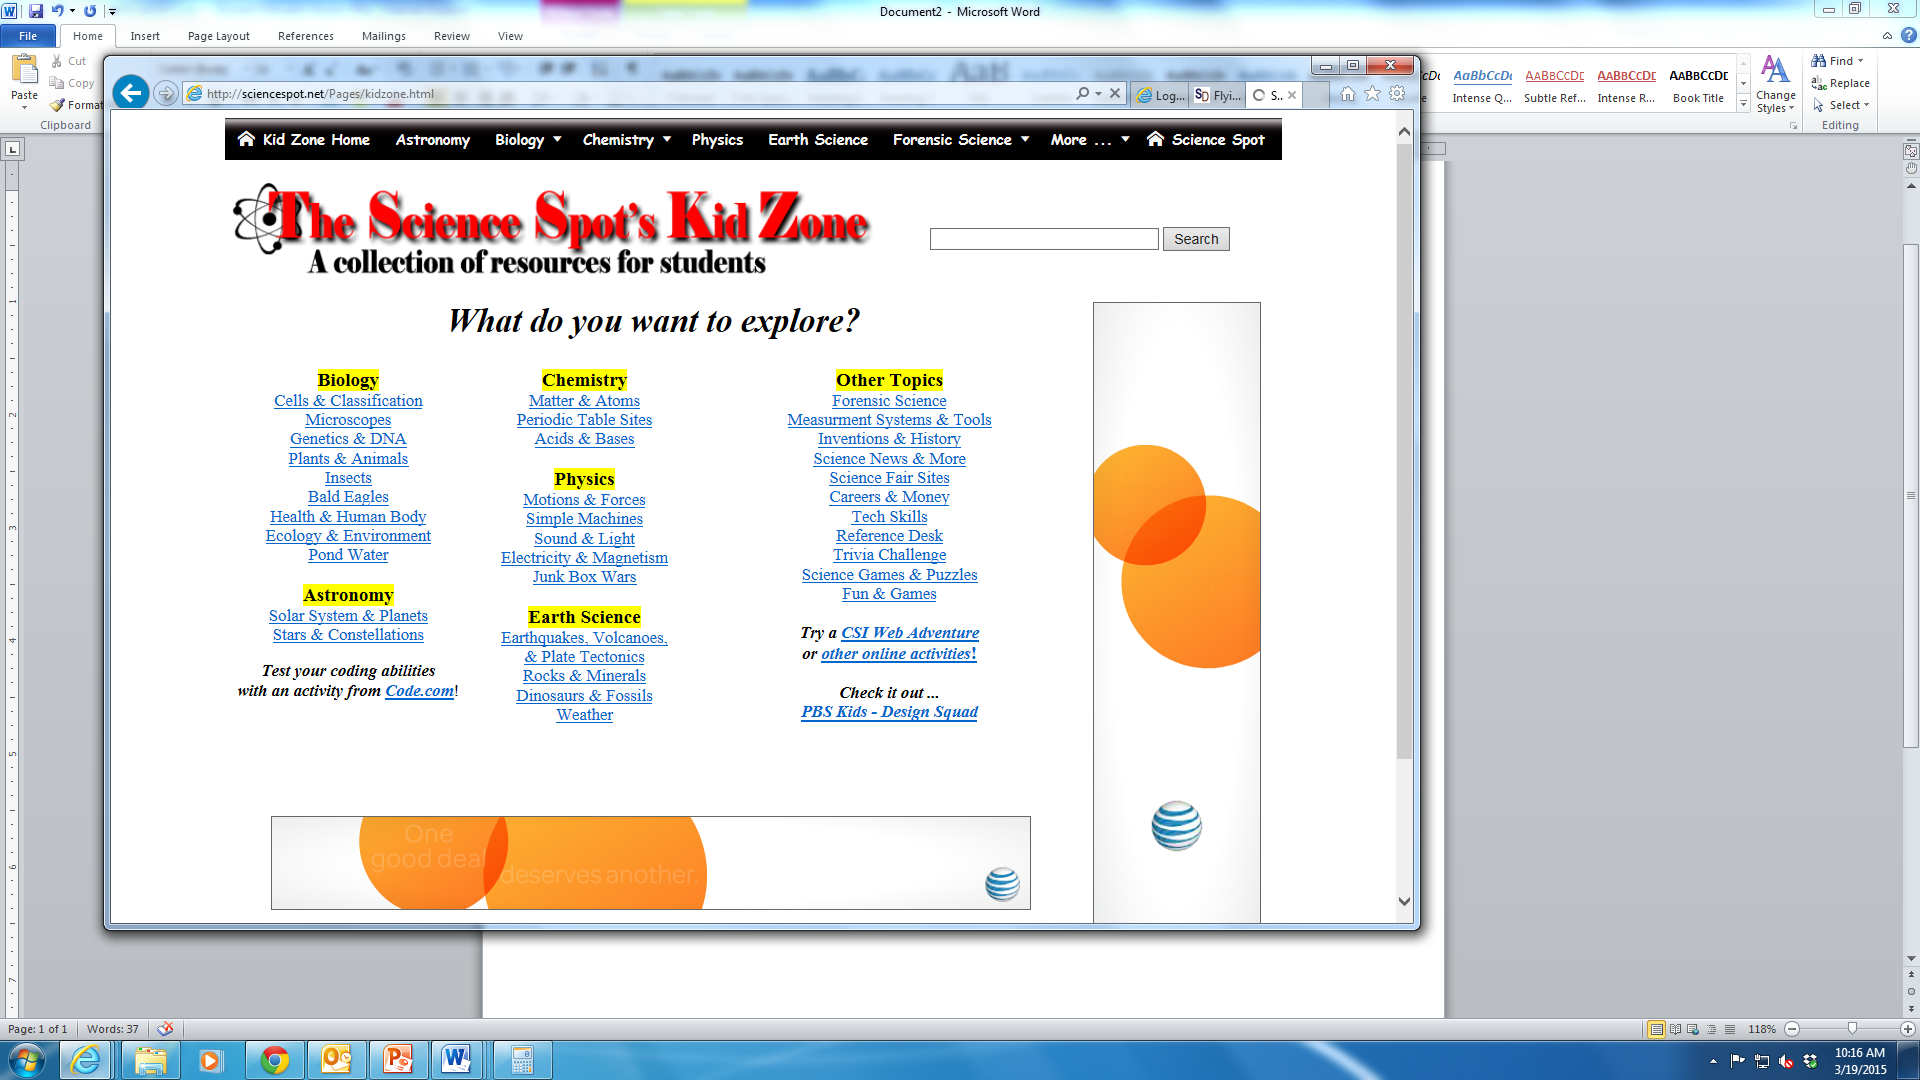 Document2 - Microsoft Word
File Home Insert Page Layout References Mailings Review View
Paste
Cut
Copy
Format
Clipboard
AaBbCcDc AABBCCDE AABBCCDE AABBCCDE
Intense Q... Subtle Ref... Intense R... Book Title
Change
Styles
Find
Replace
Select
Editing
http://sciencespot.net/Pages/kidzone.html
Log... Flyi... S...
Kid Zone Home Astronomy Biology Chemistry Physics Earth Science Forensic Science More ... Science Spot
The Science Spot's Kid Zone
A collection of resources for students
Search
What do you want to explore?
Biology
Cells & Classification
Microscopes
Genetics & DNA
Plants & Animals
Insects
Bald Eagles
Health & Human Body
Ecology & Environment
Pond Water
Astronomy
Solar System & Planets
Stars & Constellations
Test your coding abilities
with an activity from Code.com!
Chemistry
Matter & Atoms
Periodic Table Sites
Acids & Bases
Physics
Motions & Forces
Simple Machines
Sound & Light
Electricity & Magnetism
Junk Box Wars
Earth Science
Earthquakes, Volcanoes,
& Plate Tectonics
Rocks & Minerals
Dinosaurs & Fossils
Weather
Other Topics
Forensic Science
Measurment Systems & Tools
Inventions & History
Science News & More
Science Fair Sites
Careers & Money
Tech Skills
Reference Desk
Trivia Challenge
Science Games & Puzzles
Fun & Games
Try a CSI Web Adventure
or other online activities!
Check it out ...
PBS Kids - Design Squad
One
good deal
deserves another.
Page: 1 of 1 Words: 37
118%
10:16 AM
3/19/2015